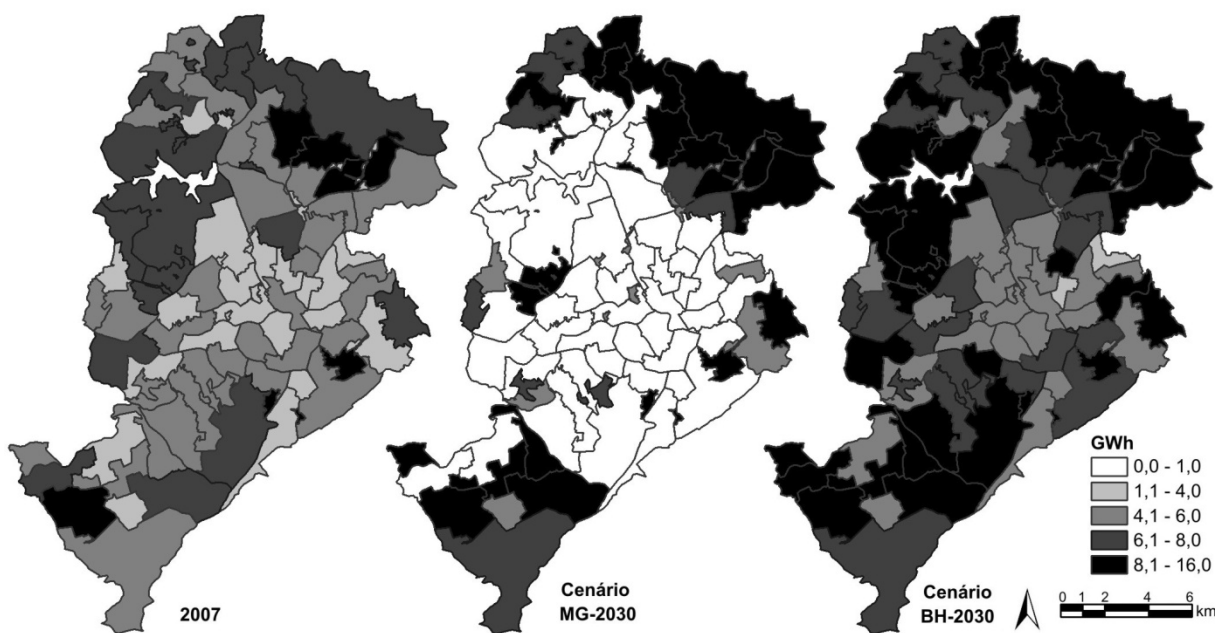 2007
Cenário
MG-2030
Cenário
BH-2030
GWh
0,0 - 1,0
1,1 - 4,0
4,1 - 6,0
6,1 - 8,0
8,1 - 16,0
0 1 2 4 6
km